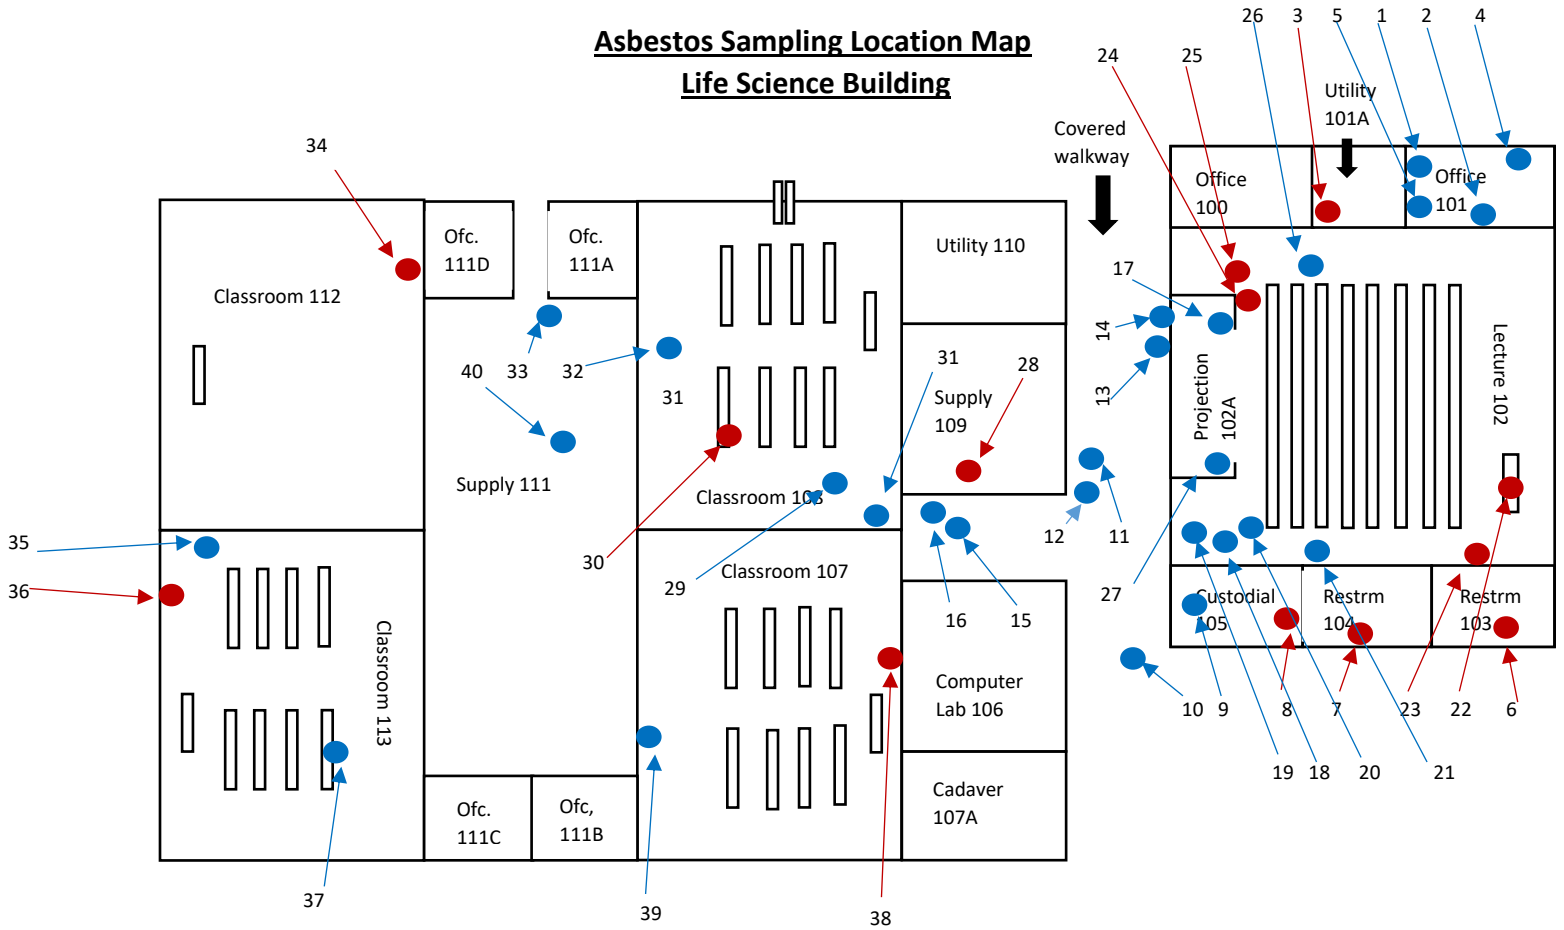 Asbestos Sampling Location Map
Life Science Building
26
3
5
1
2
4
24
25
Utility
101A
Covered
walkway
34
Office
100
Office
101
Ofc.
111D
Ofc.
111A
Utility 110
17
Classroom 112
14
40
33
32
31
28
13
31
Supply
109
Projection
102A
Lecture 102
Supply 111
Classroom 108
12
11
35
30
29
Classroom 107
36
16
15
27
Custodial
105
Restrm
104
Restrm
103
Classroom 113
Computer
Lab 106
10
9
8
7
23
22
6
19
18
20
21
Ofc.
111C
Ofc,
111B
Cadaver
107A
37
39
38